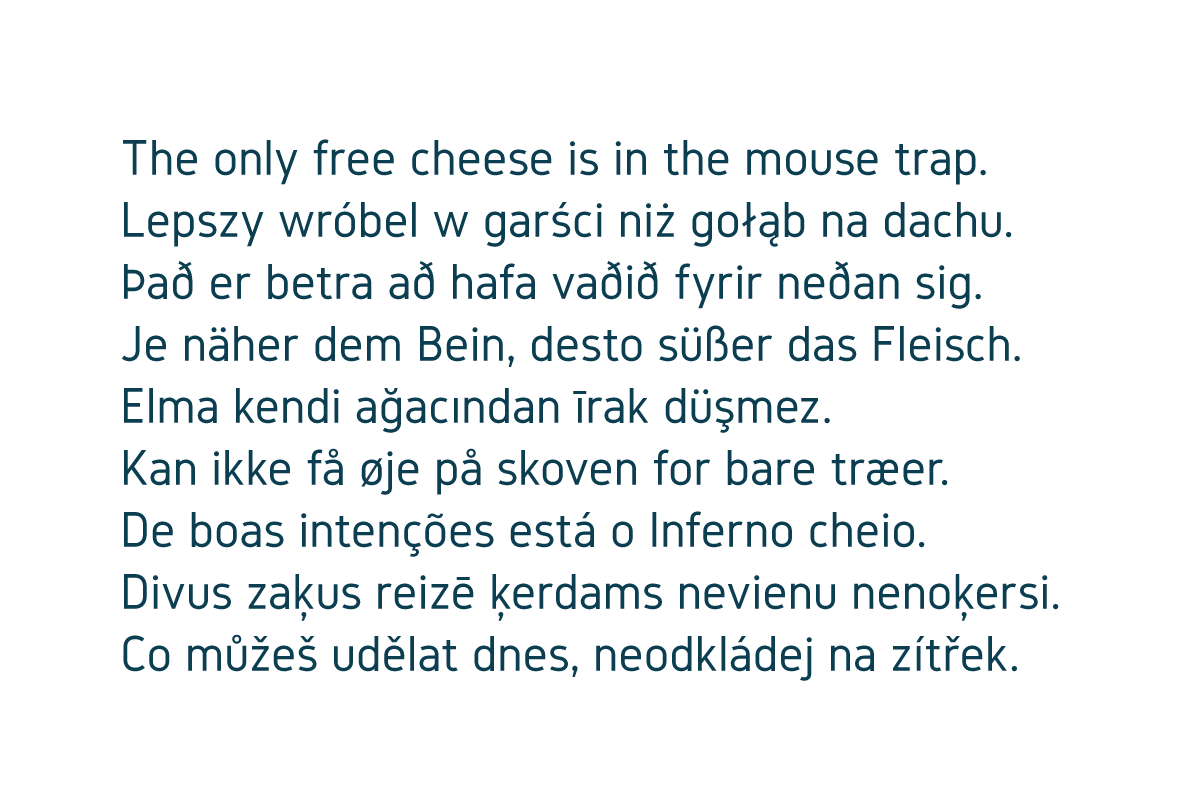 The only free cheese is in the mouse trap.
Lepszy wróbel w garści niż gołąb na dachu.
Það er betra að hafa vaðið fyrir neðan sig.
Je näher dem Bein, desto süßer das Fleisch.
Elma kendi ağacından īrak düşmez.
Kan ikke få øje på skoven for bare træer.
De boas intenções está o Inferno cheio.
Divus zaķus reizē ķerdams nevienu nenoķersi.
Co můžeš udělat dnes, neodkládej na zítřek.